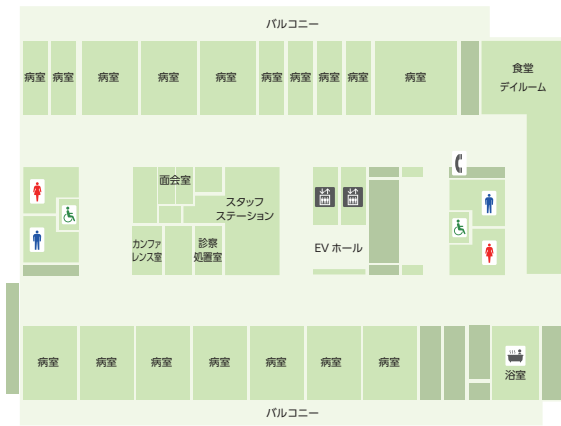 バルコニー
病室
病室
病室
病室
病室
病室
病室
病室
病室
病室
食堂
デイルーム
面会室
スタッフ
ステーション
カンファ
レンス室
診察
処置室
EV ホール
病室
病室
病室
病室
病室
病室
病室
浴室
バルコニー